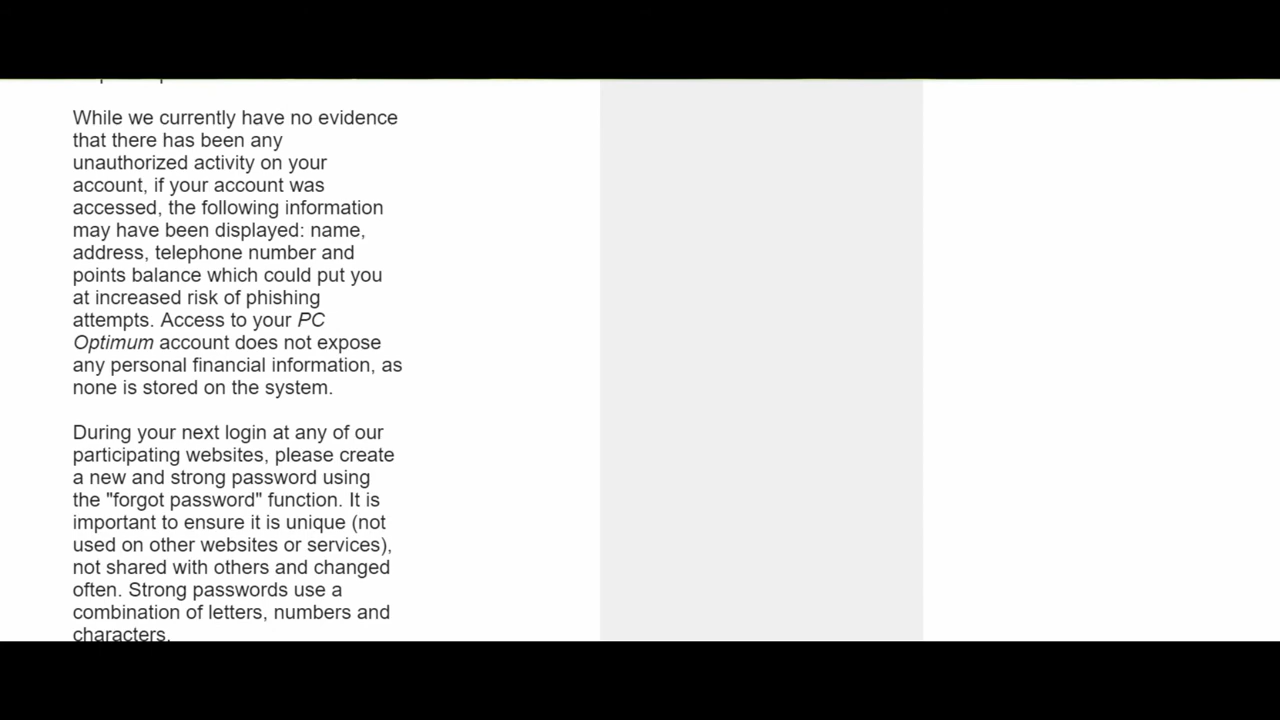 While we currently have no evidence
that there has been any
unauthorized activity on your
account, if your account was
accessed, the following information
may have been displayed: name,
address, telephone number and
points balance which could put you
at increased risk of phishing
attempts. Access to your PC
Optimum account does not expose
any personal financial information, as
none is stored on the system.
During your next login at any of our
participating websites, please create
a new and strong password using
the "forgot password" function. It is
important to ensure it is unique (not
used on other websites or services),
not shared with others and changed
often. Strong passwords use a
combination of letters, numbers and
characters.